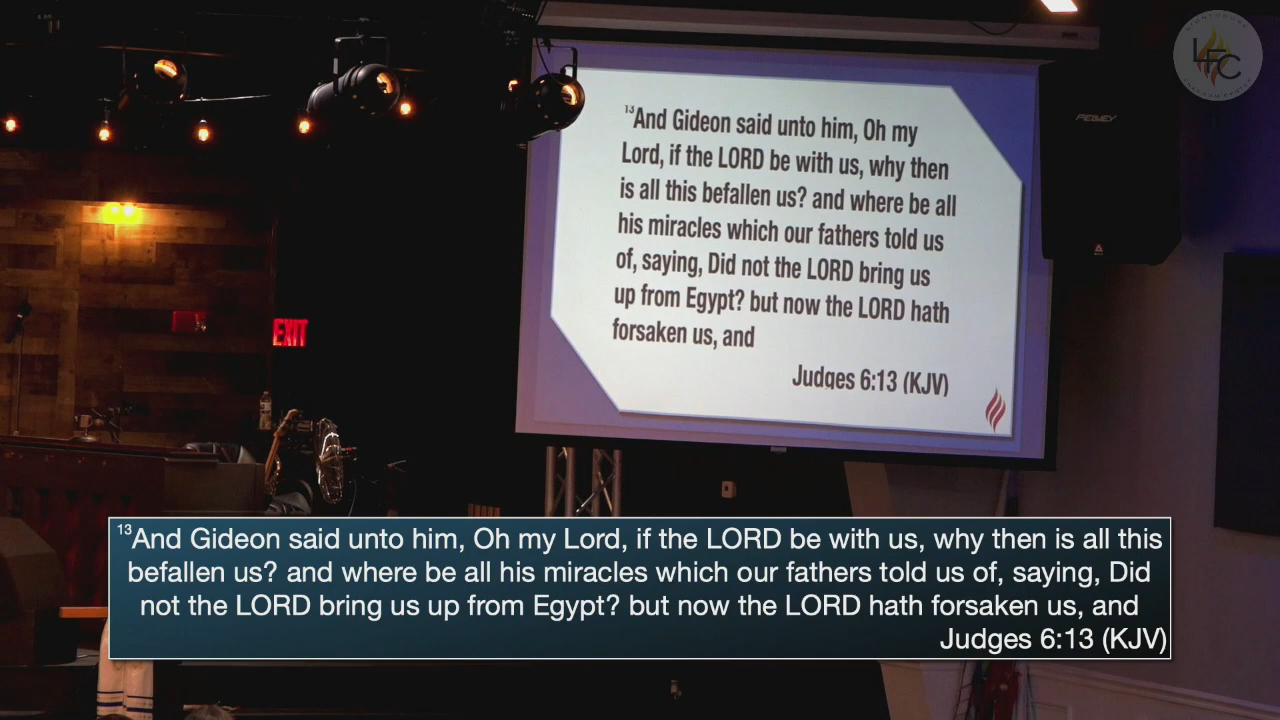 LFC
PEAVEY
13And Gideon said unto him, Oh my
Lord, if the LORD be with us, why then
is all this befallen us? and where be all
his miracles which our fathers told us
of, saying, Did not the LORD bring us
up from Egypt? but now the LORD hath
forsaken us, and
Judges 6:13 (KJV)
EXIT
13And Gideon said unto him, Oh my Lord, if the LORD be with us, why then is all this
befallen us? and where be all his miracles which our fathers told us of, saying, Did
not the LORD bring us up from Egypt? but now the LORD hath forsaken us, and
Judges 6:13 (KJV)